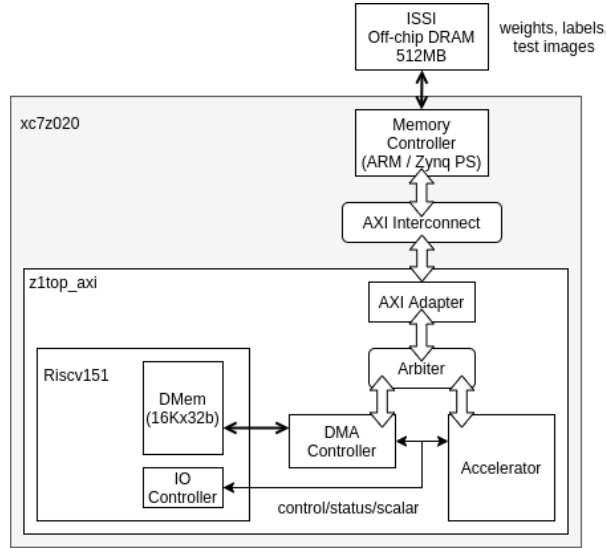 ISSI
Off-chip DRAM
512MB
weights, labels,
test images
xc7z020
Memory
Controller
(ARM / Zynq PS)
AXI Interconnect
z1top_axi
AXI Adapter
Arbiter
Riscv151
DMem
(16Kx32b)
DMA
Controller
Accelerator
IO
Controller
control/status/scalar